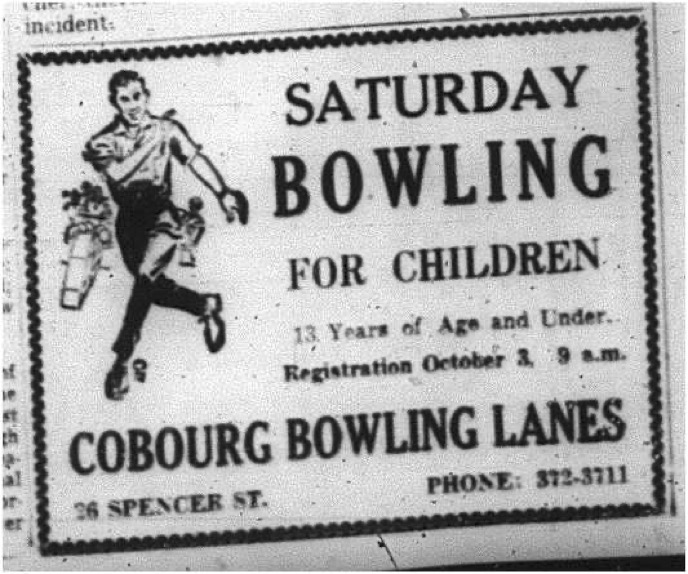 incident.
SATURDAY
BOWLING
FOR CHILDREN
13 Years of Age and Under.
Registration October 3, 9 a.m.
COBOURG BOWLING LANES
26 SPENCER ST.
PHONE: 372-3711